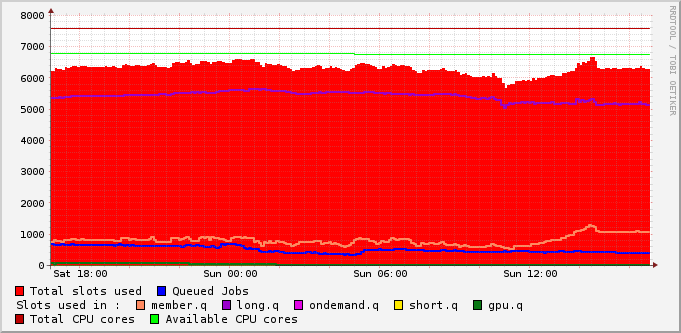 8000
7000
6000
5000
4000
3000
2000
1000
0
Sat 18:00 Sun 00:00 Sun 06:00 Sun 12:00
RRDTOOL / TOBI OETIKER
Total slots used Queued Jobs
Slots used in : member.q long.q ondemand.q short.q gpu.q
Total CPU cores Available CPU cores